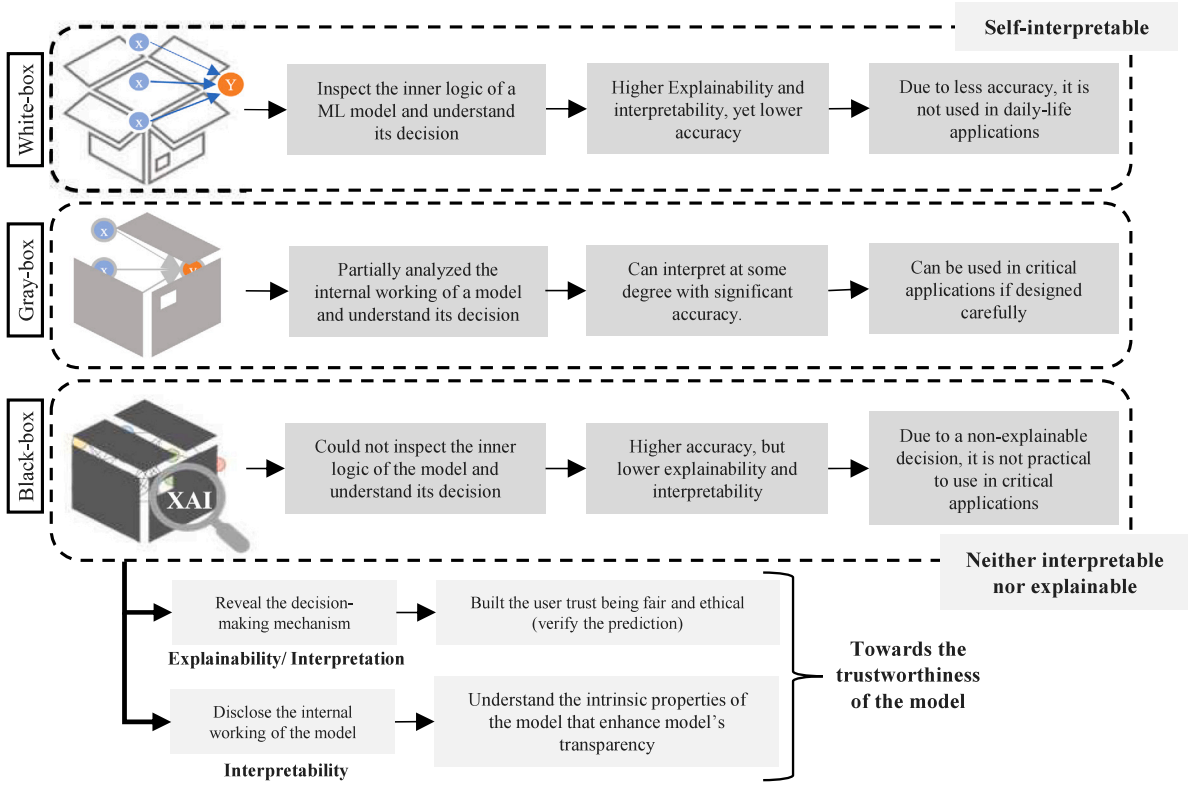 Self-interpretable
White-box
x
x
x
Y
Inspect the inner logic of a
ML model and understand
its decision
Higher Explainability and
interpretability, yet lower
accuracy
Due to less accuracy, it is
not used in daily-life
applications
Gray-box
x
x
Partially analyzed the
internal working of a model
and understand its decision
Can interpret at some
degree with significant
accuracy.
Can be used in critical
applications if designed
carefully
Black-box
XAI
Could not inspect the inner
logic of the model and
understand its decision
Higher accuracy, but
lower explainability and
interpretability
Due to a non-explainable
decision, it is not practical
to use in critical
applications
Neither interpretable
nor explainable
Reveal the decision-
making mechanism
Explainability/ Interpretation
Built the user trust being fair and ethical
(verify the prediction)
Disclose the internal
working of the model
Interpretability
Understand the intrinsic properties of
the model that enhance model’s
transparency
Towards the
trustworthiness
of the model